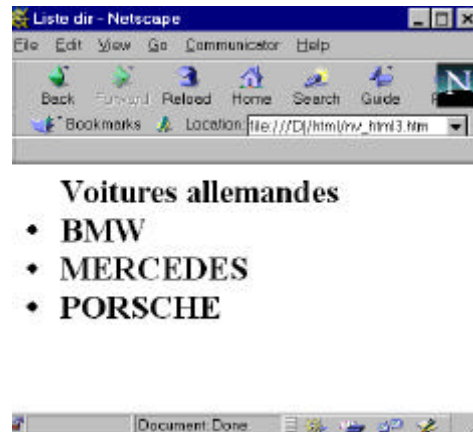 Liste dir - Netscape
File Edit View Go Communicator Help
Back Forward Reload Home Search Guide
Bookmarks Location: file:///D|/html/nv_html3.htm
Voitures allemandes
• BMW
• MERCEDES
• PORSCHE
Document: Done